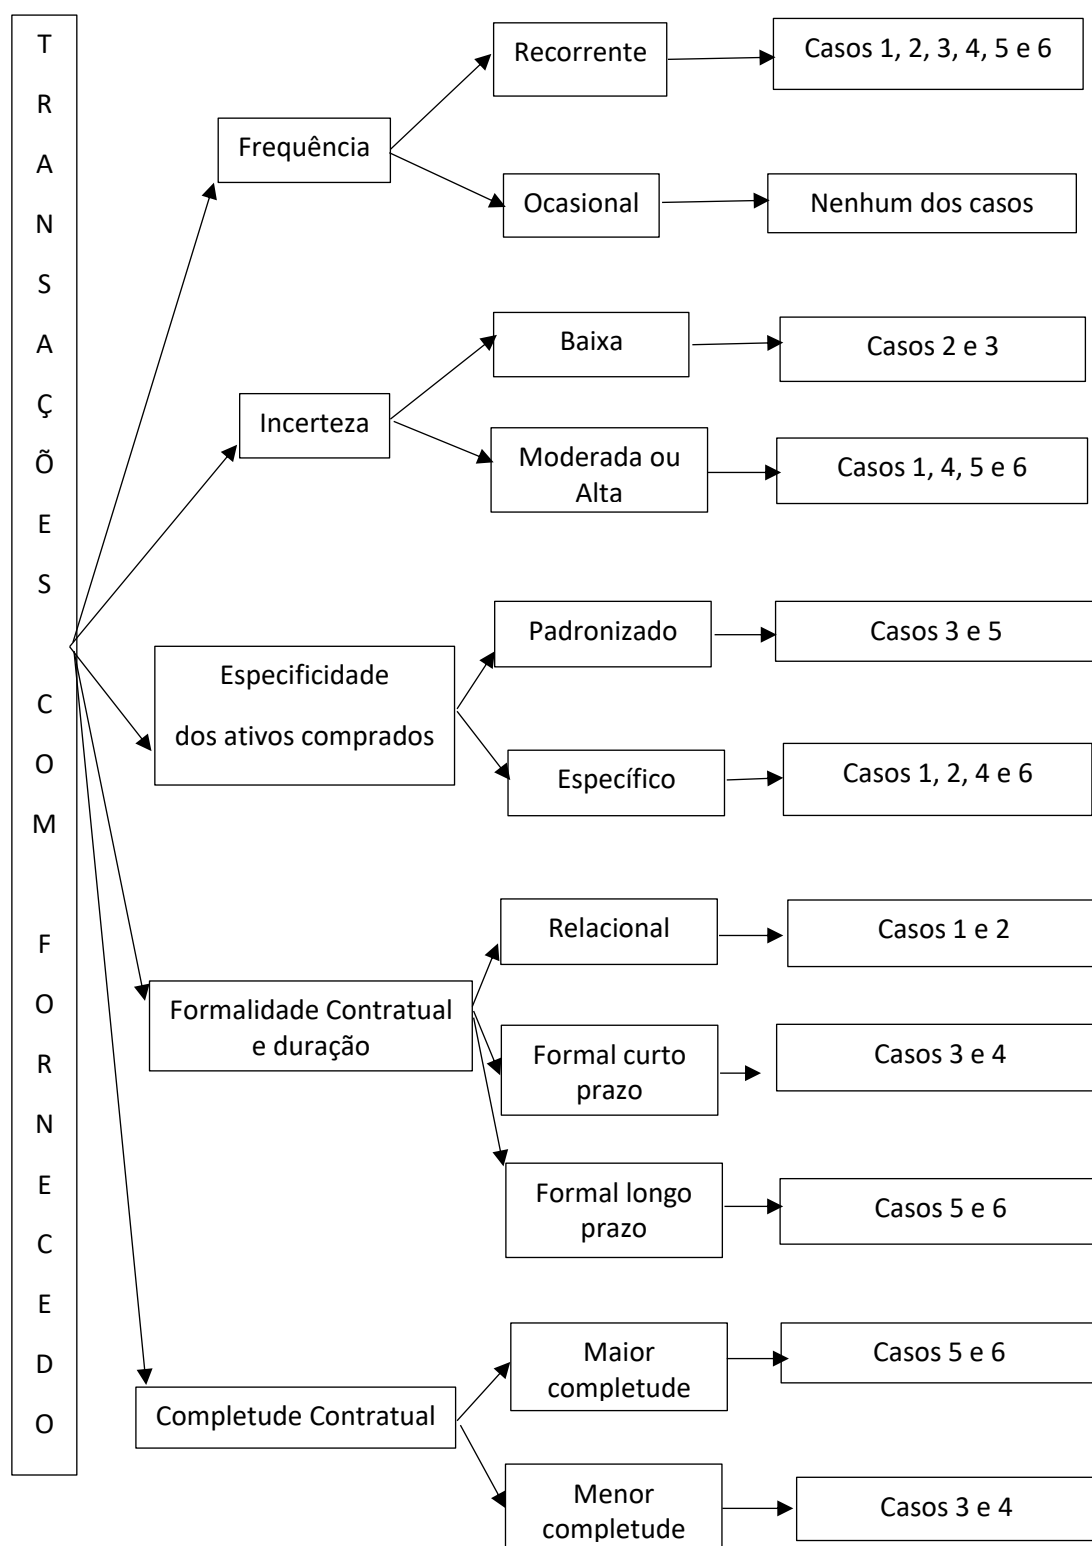 TRANSAÇÕES COM FORNECEDO
Recorrente
Casos 1, 2, 3, 4, 5 e 6
Frequência
Ocasional
Nenhum dos casos
Baixa
Casos 2 e 3
Incerteza
Moderada ou
Alta
Casos 1, 4, 5 e 6
Padronizado
Casos 3 e 5
Especificidade
dos ativos comprados
Específico
Casos 1, 2, 4 e 6
Relacional
Casos 1 e 2
Formalidade Contratual
e duração
Formal curto
prazo
Casos 3 e 4
Formal longo
prazo
Casos 5 e 6
Maior
completude
Casos 5 e 6
Completude Contratual
Menor
completude
Casos 3 e 4